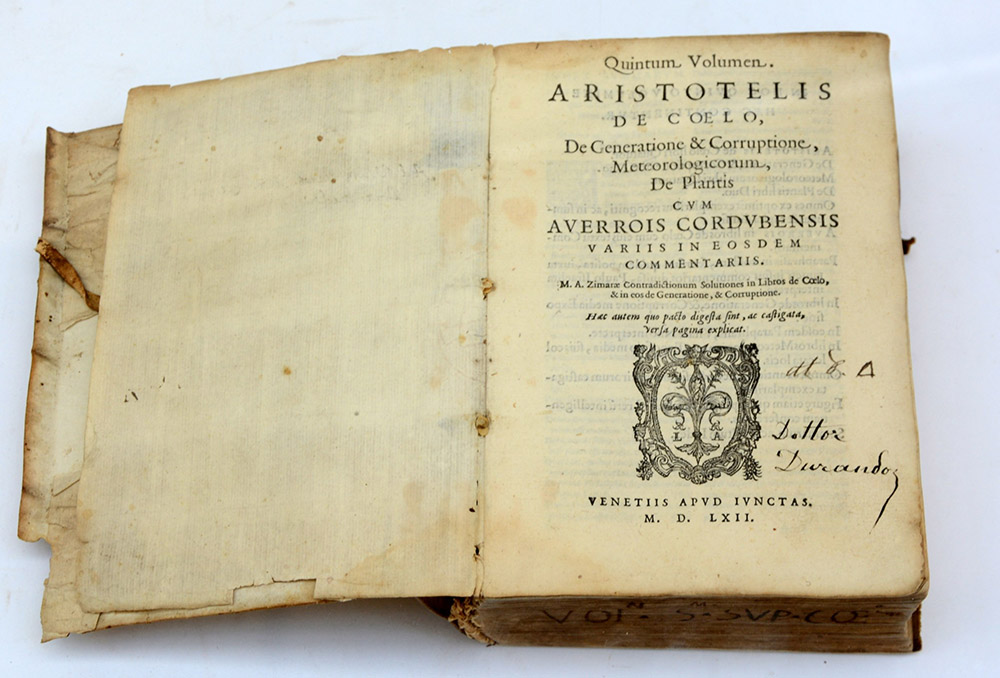 Quintum Volumen.
ARISTOTELIS
DE COELO,
De Generatione & Corruptione,
Meteorologicorum,
De Plantis
CVM
AVERROIS CORDVBENSIS
VARIIS IN EOSDEM
COMMENTARIIS.
M. A. Zimaræ Contradictionum Solutiones in Libros de Cœlo,
& in eos de Generatione, & Corruptione.
Hæc autem quo pacto digesta sint, ac castigata,
versa pagina explicat.
L A
Dottor
Durando
VENETIIS APVD IVNCTAS.
M. D. LXII.
SVP